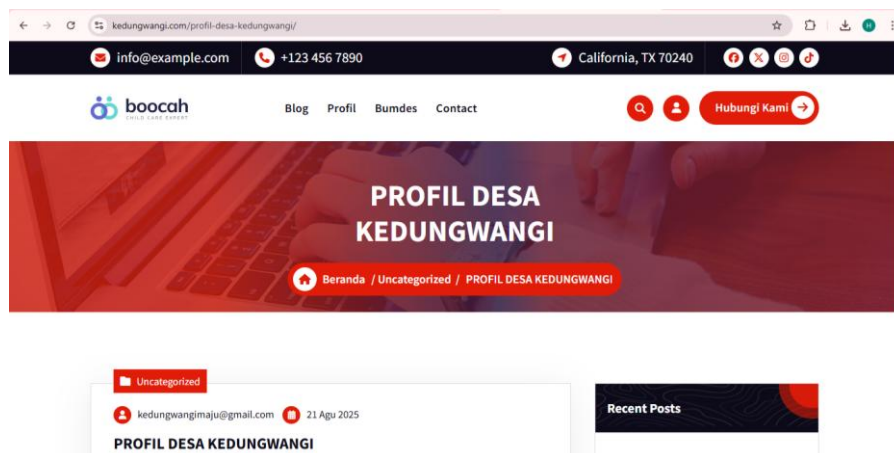 kedungwangi.com/profil-desa-kedungwangi/
H
info@example.com +123 456 7890 California, TX 70240
boocah
CHILD CARE EXPERT
Blog Profil Bumdes Contact
Hubungi Kami
PROFIL DESA
KEDUNGWANGI
Beranda / Uncategorized / PROFIL DESA KEDUNGWANGI
Uncategorized
kedungwangimaju@gmail.com 21 Agu 2025
PROFIL DESA KEDUNGWANGI
Recent Posts